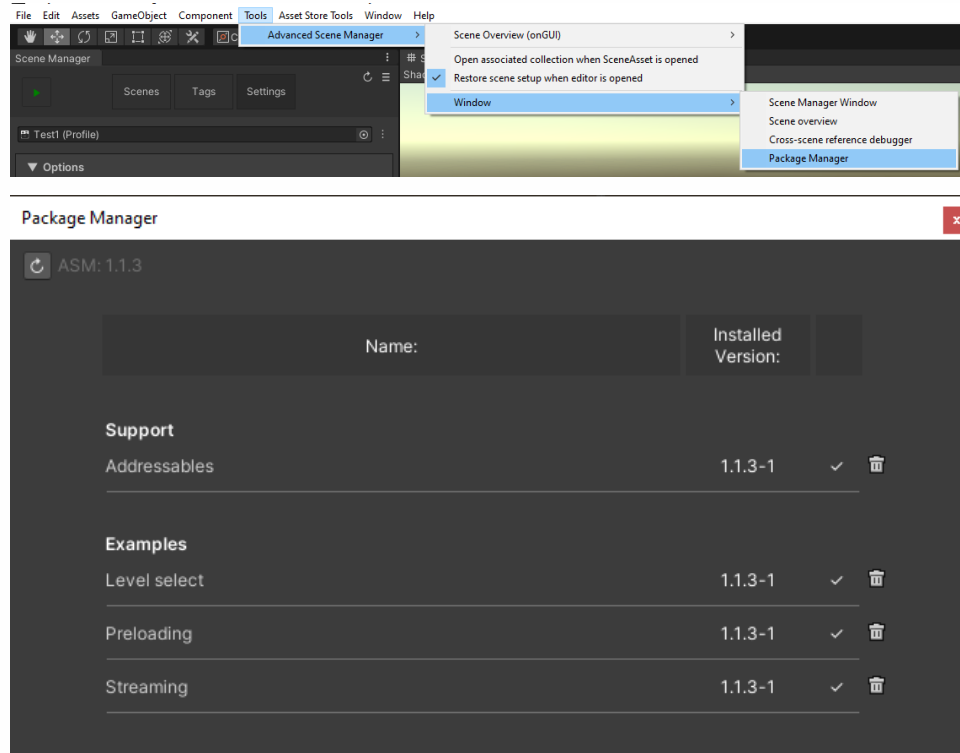 File Edit Assets GameObject Component Tools Asset Store Tools Window Help
Advanced Scene Manager
Scene Overview (onGUI)
Scene Manager
Open associated collection when SceneAsset is opened
Restore scene setup when editor is opened
Scenes Tags Settings
Window
Scene Manager Window
Scene overview
Test1 (Profile)
Cross-scene reference debugger
Package Manager
Options
Package Manager
x
ASM: 1.1.3
Name:
Installed
Version:
Support
Addressables 1.1.3-1
Examples
Level select 1.1.3-1
Preloading 1.1.3-1
Streaming 1.1.3-1